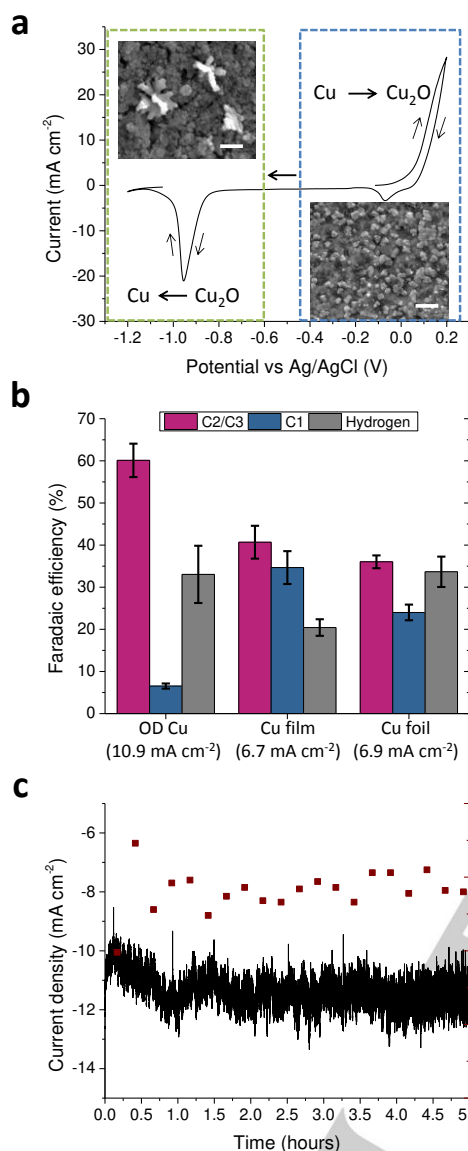 a
Current (mA cm⁻²)
30
20
10
0
-10
-20
-30
Cu → Cu₂O
Cu ← Cu₂O
-1.2 -1.0 -0.8 -0.6 -0.4 -0.2 0.0 0.2
Potential vs Ag/AgCl (V)
b
Faradaic efficiency (%)
70
60
50
40
30
20
10
0
C2/C3 C1 Hydrogen
OD Cu Cu film Cu foil
(10.9 mA cm⁻²) (6.7 mA cm⁻²) (6.9 mA cm⁻²)
c
Current density (mA cm⁻²)
-6
-8
-10
-12
-14
0.0 0.5 1.0 1.5 2.0 2.5 3.0 3.5 4.0 4.5
Time (hours)